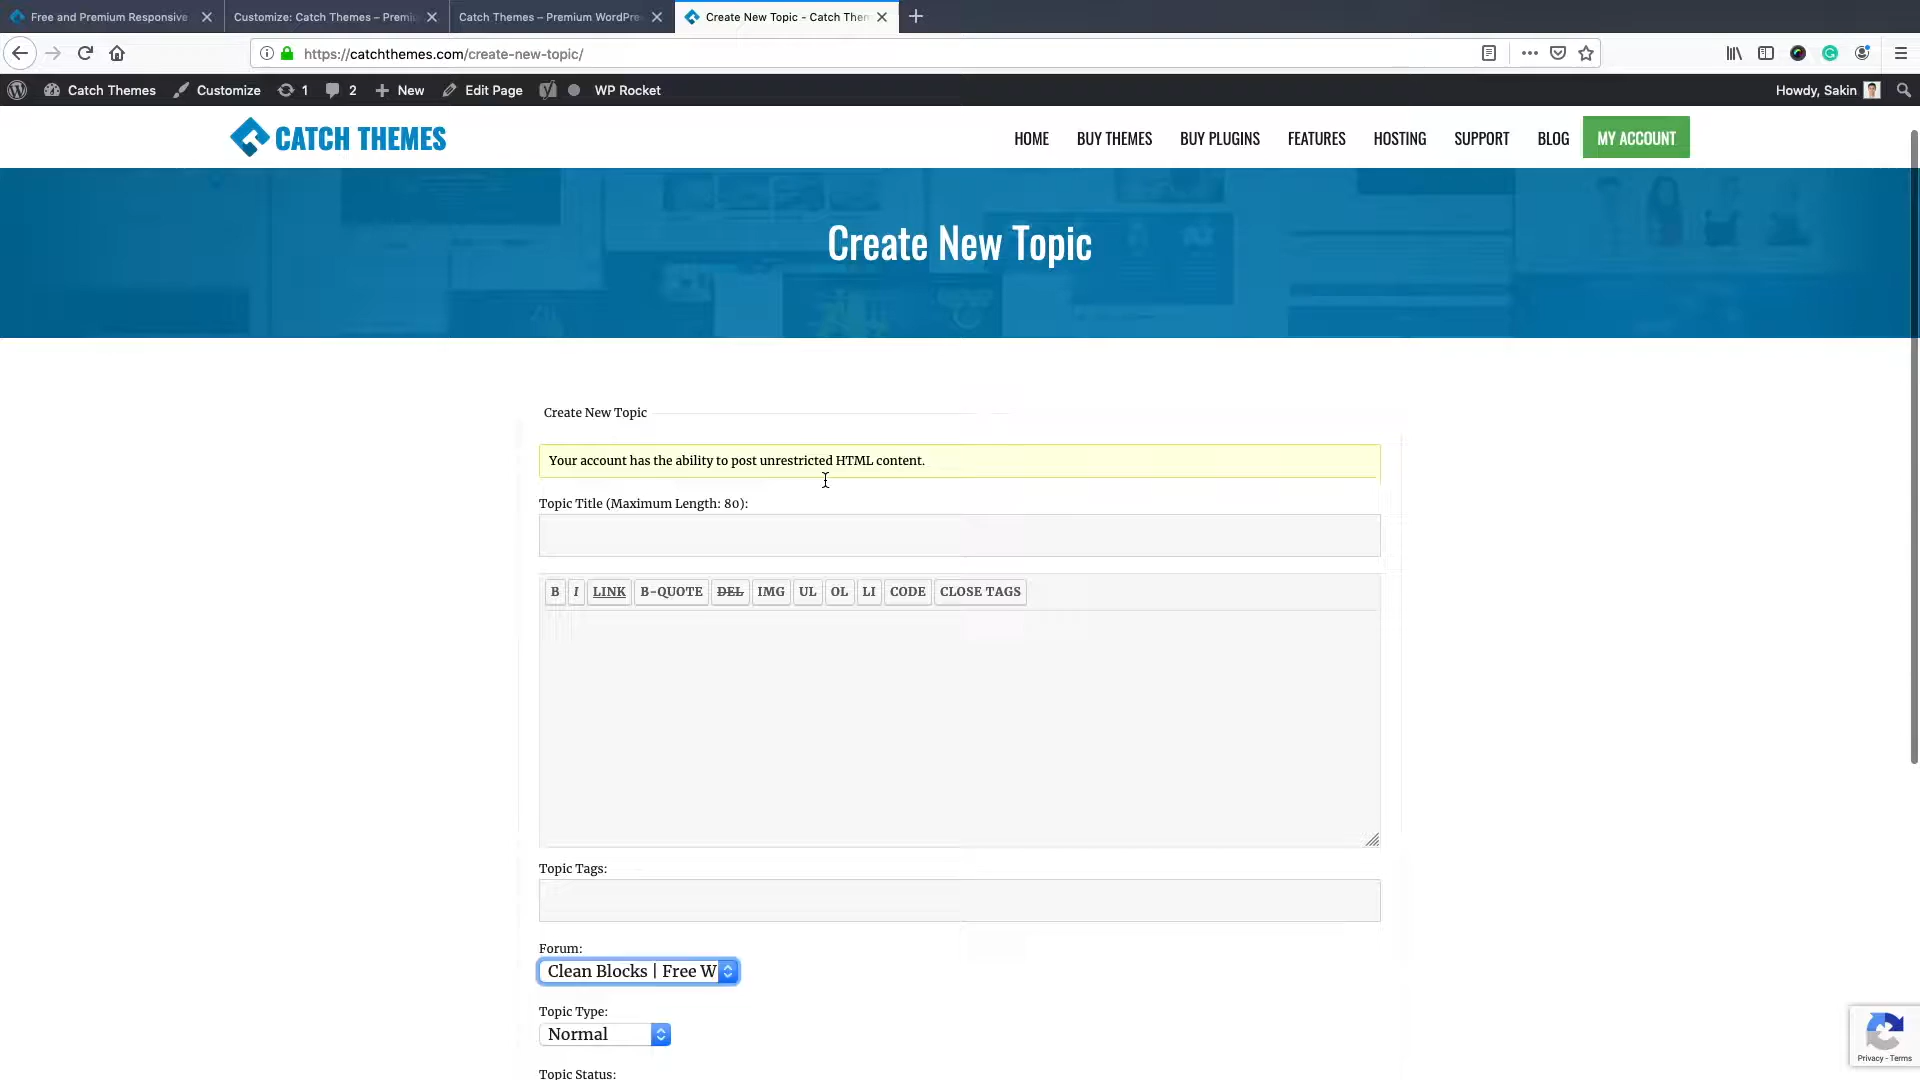 Free and Premium Responsive
Customize: Catch Themes – Premiu
Catch Themes – Premium WordPre
Create New Topic - Catch Them
https://catchthemes.com/create-new-topic/
Catch Themes
Customize
1
2
New
Edit Page
WP Rocket
Howdy, Sakin
CATCH THEMES
HOME
BUY THEMES
BUY PLUGINS
FEATURES
HOSTING
SUPPORT
BLOG
MY ACCOUNT
Create New Topic
Create New Topic
Your account has the ability to post unrestricted HTML content.
Topic Title (Maximum Length: 80):
B
I
LINK
B-QUOTE
DEL
IMG
UL
OL
LI
CODE
CLOSE TAGS
Topic Tags:
Forum:
Clean Blocks | Free W
Topic Type:
Normal
Topic Status:
Privacy - Terms